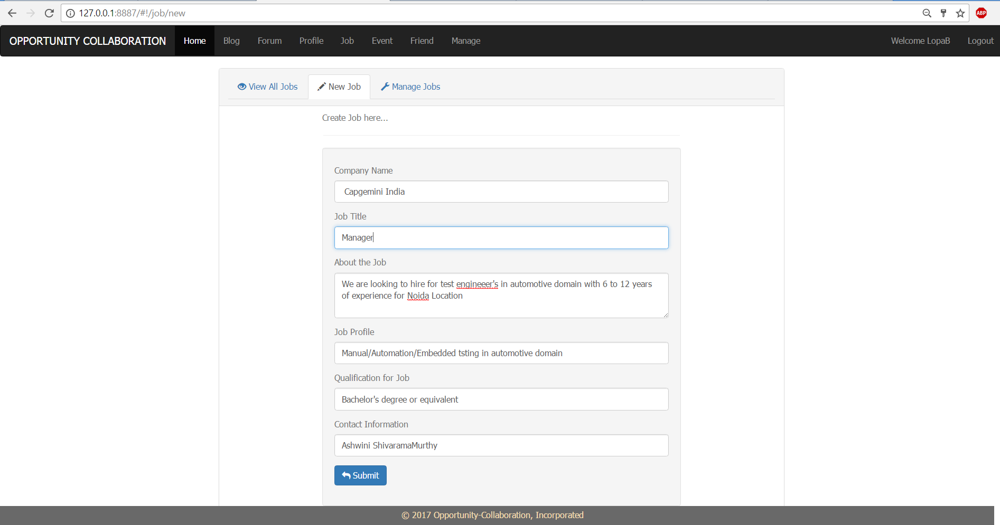 127.0.0.1:8887/#!/job/new
ABP
OPPORTUNITY COLLABORATION Home Blog Forum Profile Job Event Friend Manage Welcome LopaB Logout
View All Jobs New Job Manage Jobs
Create Job here...
Company Name
Capgemini India
Job Title
Manager
About the Job
We are looking to hire for test engineeer's in automotive domain with 6 to 12 years
of experience for Noida Location
Job Profile
Manual/Automation/Embedded tsting in automotive domain
Qualification for Job
Bachelor's degree or equivalent
Contact Information
Ashwini ShivaramaMurthy
Submit
© 2017 Opportunity-Collaboration, Incorporated